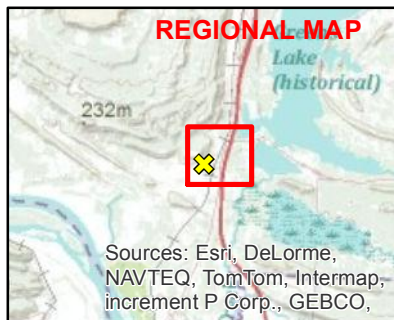 REGIONAL MAP
Lake
(historical)
232m
Sources: Esri, DeLorme,
NAVTEQ, TomTom, Intermap,
increment P Corp., GEBCO,